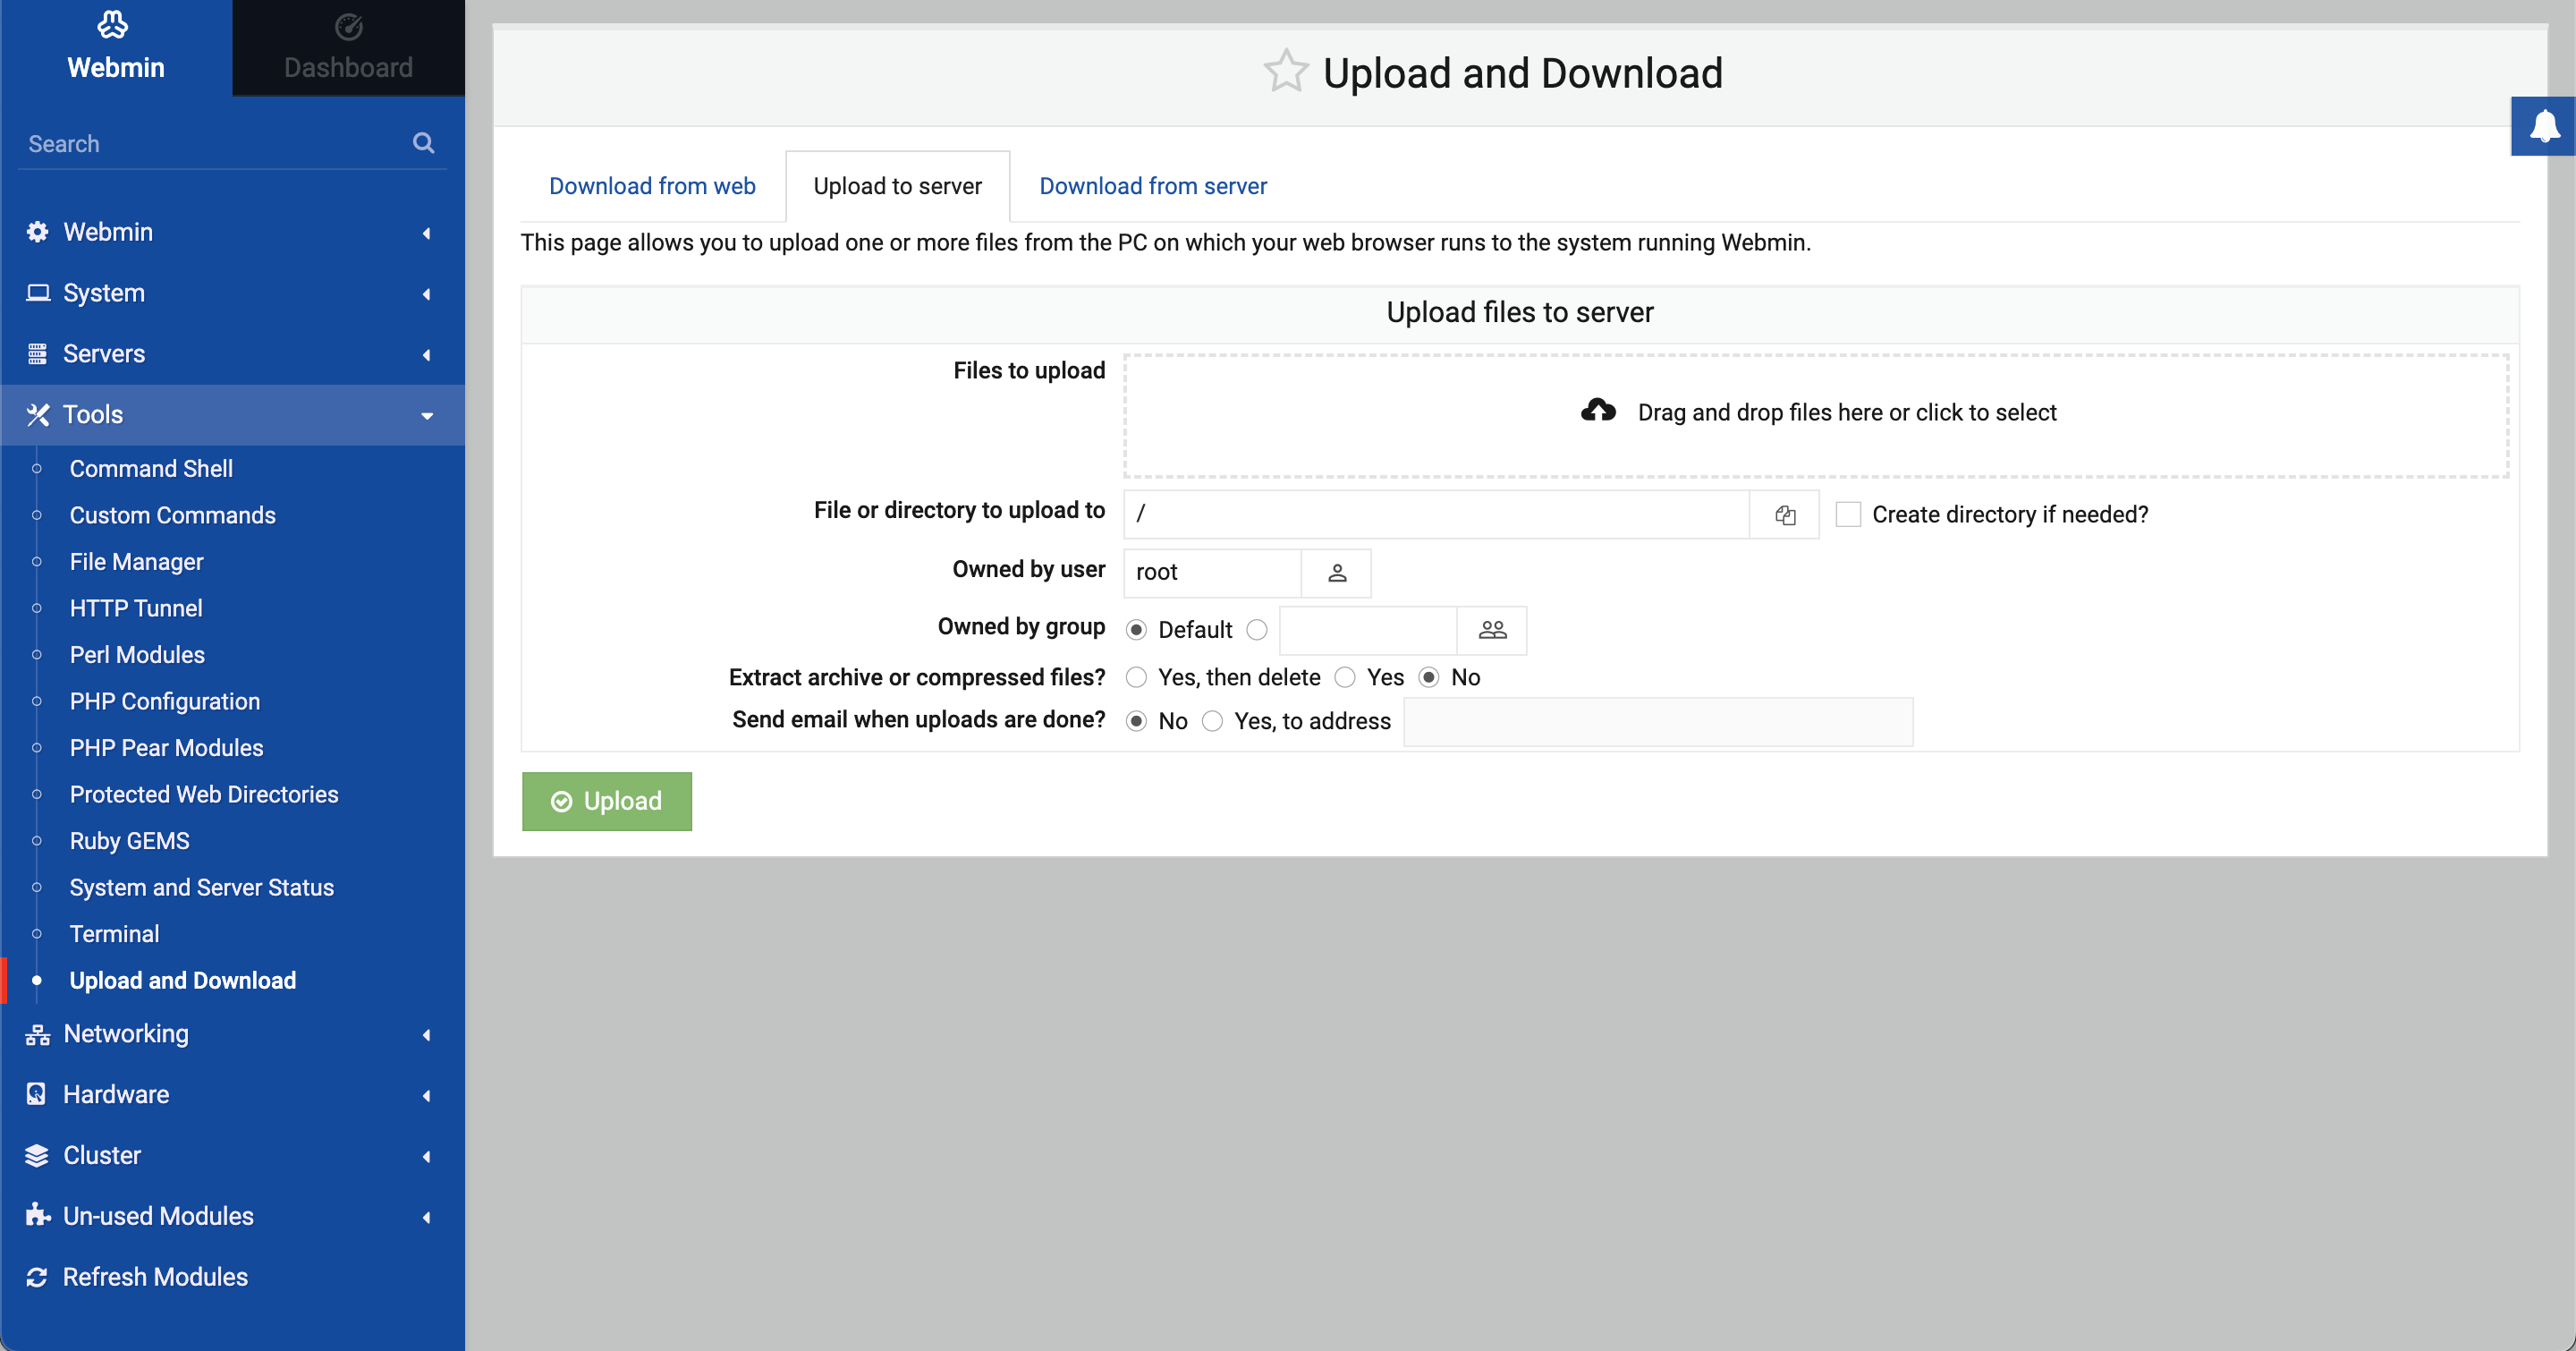 Webmin
Dashboard
Search
Webmin
System
Servers
Tools
Command Shell
Custom Commands
File Manager
HTTP Tunnel
Perl Modules
PHP Configuration
PHP Pear Modules
Protected Web Directories
Ruby GEMS
System and Server Status
Terminal
Upload and Download
Networking
Hardware
Cluster
Un-used Modules
Refresh Modules
Upload and Download
Download from web Upload to server Download from server
This page allows you to upload one or more files from the PC on which your web browser runs to the system running Webmin.
Upload files to server
Files to upload
Drag and drop files here or click to select
File or directory to upload to / Create directory if needed?
Owned by user root
Owned by group Default
Extract archive or compressed files? Yes, then delete Yes No
Send email when uploads are done? No Yes, to address
Upload